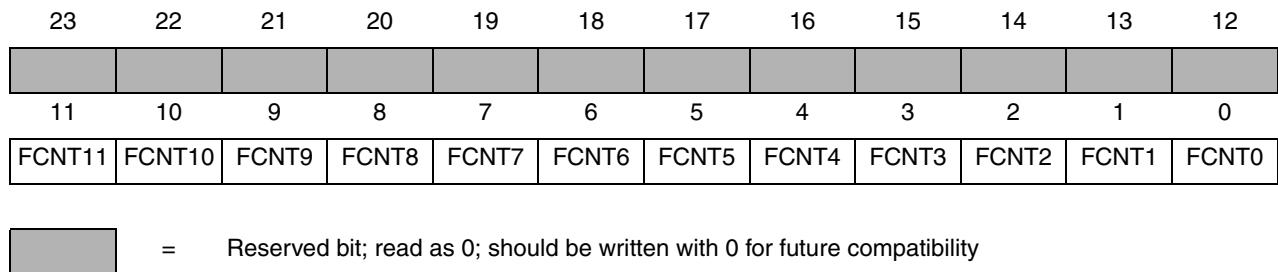 23 22 21 20 19 18 17 16 15 14 13 12
11 10 9 8 7 6 5 4 3 2 1 0
FCNT11 FCNT10 FCNT9 FCNT8 FCNT7 FCNT6 FCNT5 FCNT4 FCNT3 FCNT2 FCNT1 FCNT0
= Reserved bit; read as 0; should be written with 0 for future compatibility